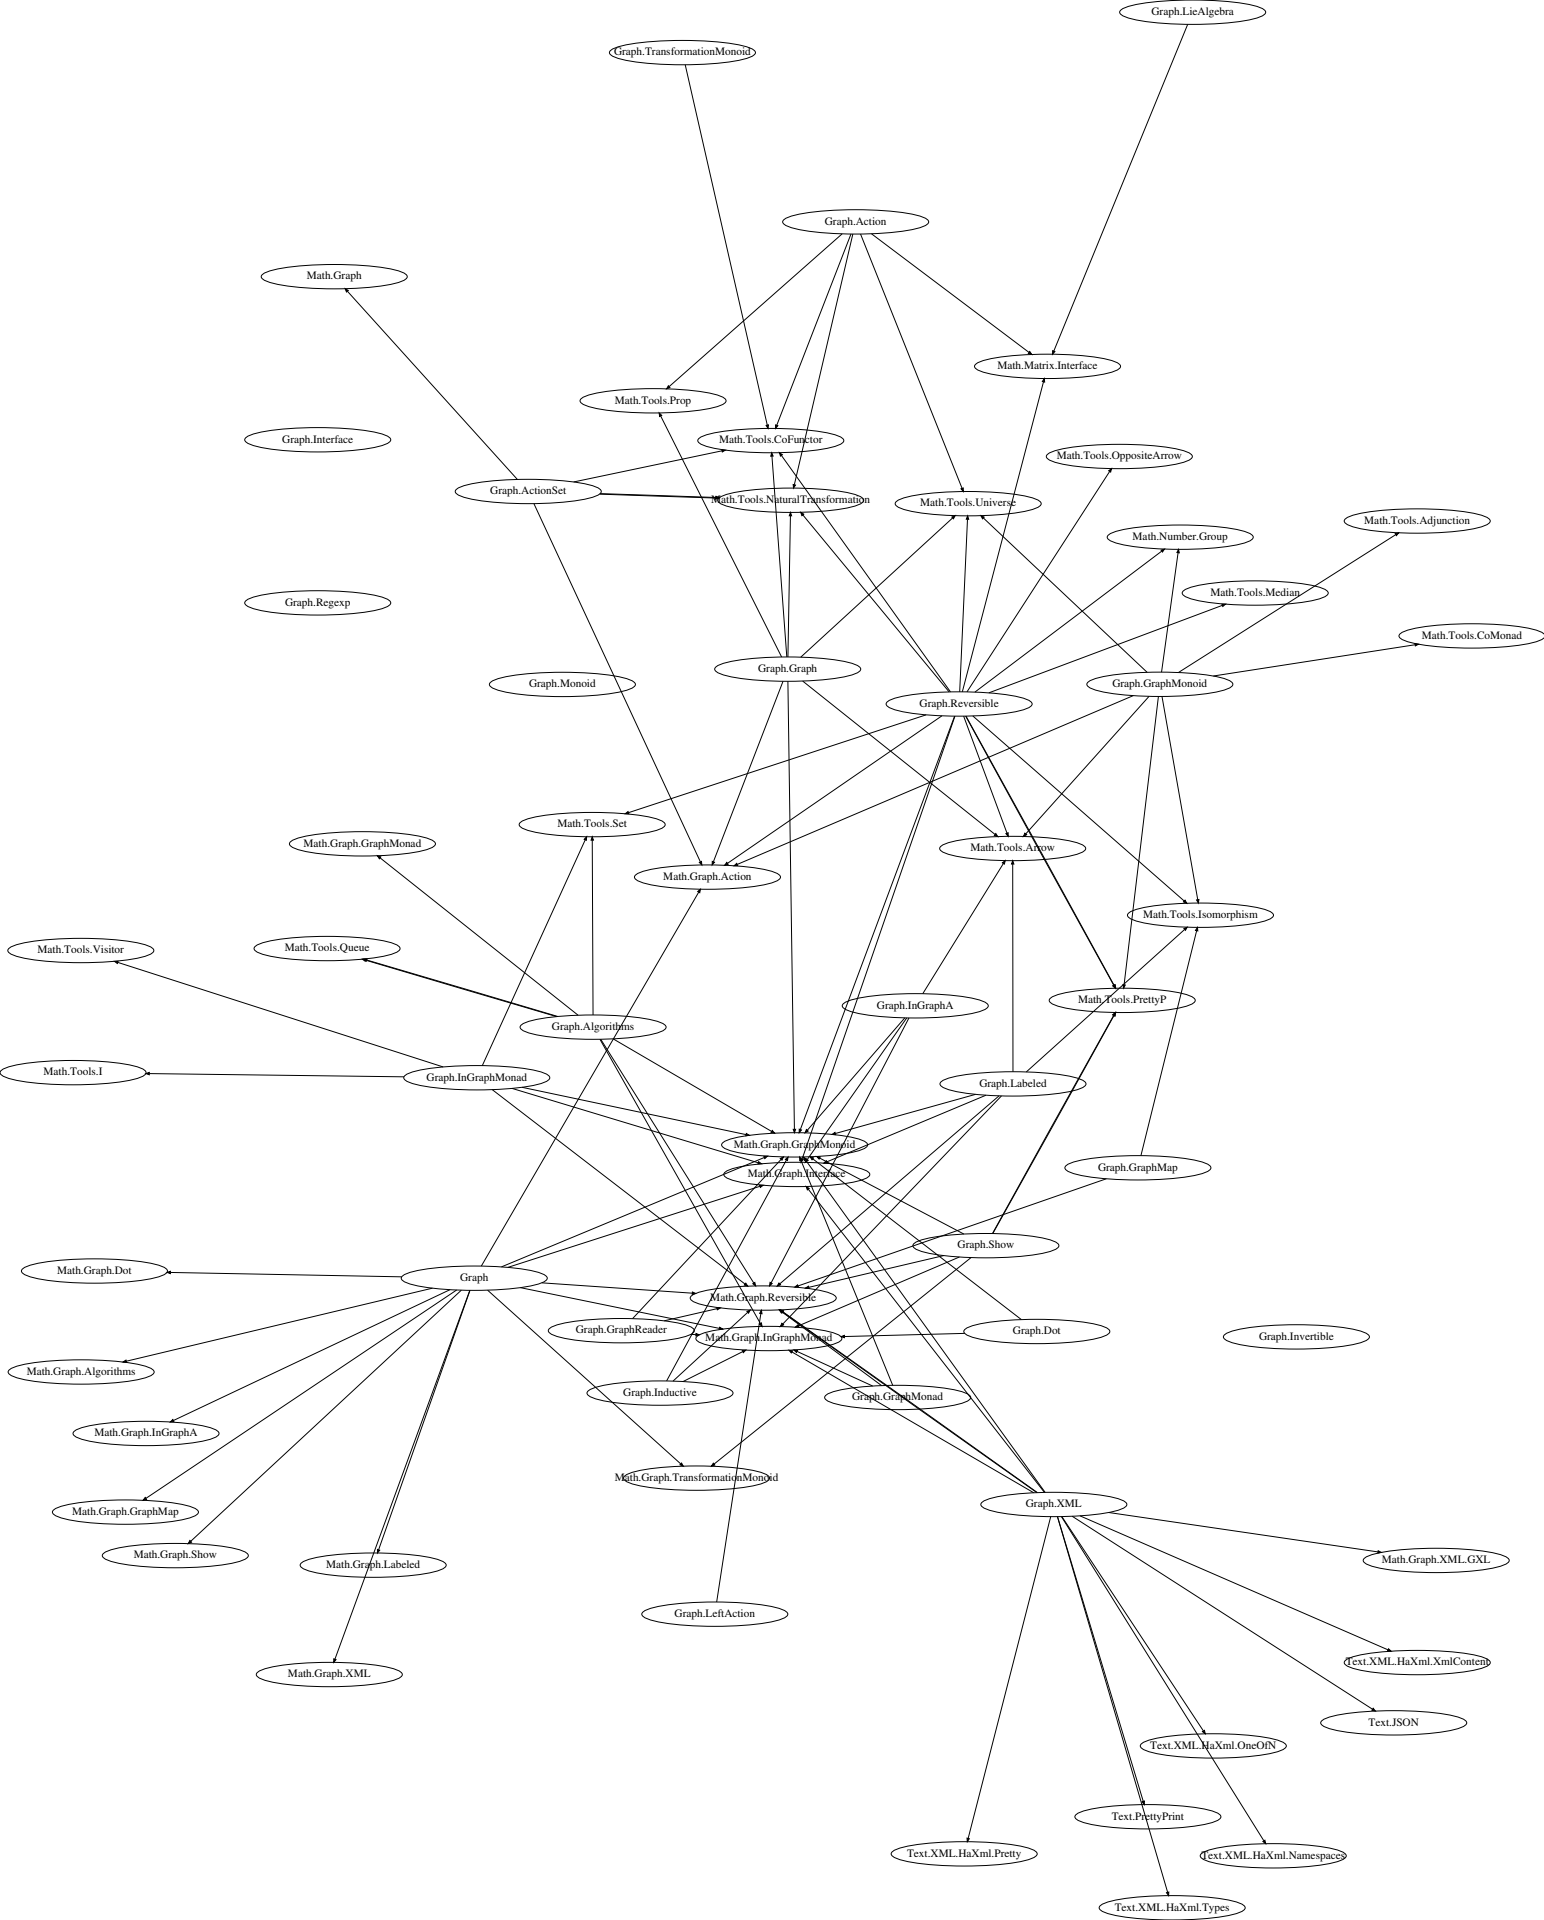 Graph.LieAlgebra
Graph.TransformationMonoid
Graph.Action
Math.Graph
Math.Matrix.Interface
Math.Tools.Prop
Graph.Interface
Math.Tools.CoFunctor
Math.Tools.OppositeArrow
Graph.ActionSet
Math.Tools.NaturalTransformation
Math.Tools.Universe
Math.Tools.Adjunction
Math.Number.Group
Math.Tools.Median
Graph.Regexp
Math.Tools.CoMonad
Graph.Graph
Graph.Monoid
Graph.GraphMonoid
Graph.Reversible
Math.Tools.Set
Math.Graph.GraphMonad
Math.Tools.Arrow
Math.Graph.Action
Math.Tools.Isomorphism
Math.Tools.Visitor
Math.Tools.Queue
Math.Tools.PrettyP
Graph.InGraphA
Graph.Algorithms
Math.Tools.I
Graph.InGraphMonad
Graph.Labeled
Math.Graph.GraphMonoid
Graph.GraphMap
Math.Graph.Interface
Graph.Show
Math.Graph.Dot
Graph
Math.Graph.Reversible
Graph.GraphReader
Graph.Dot
Math.Graph.InGraphMonad
Graph.Invertible
Math.Graph.Algorithms
Graph.Inductive
Graph.GraphMonad
Math.Graph.InGraphA
Math.Graph.TransformationMonoid
Graph.XML
Math.Graph.GraphMap
Math.Graph.Show
Math.Graph.XML.GXL
Math.Graph.Labeled
Graph.LeftAction
Text.XML.HaXml.XmlContent
Math.Graph.XML
Text.JSON
Text.XML.HaXml.OneOfN
Text.PrettyPrint
Text.XML.HaXml.Pretty
Text.XML.HaXml.Namespaces
Text.XML.HaXml.Types